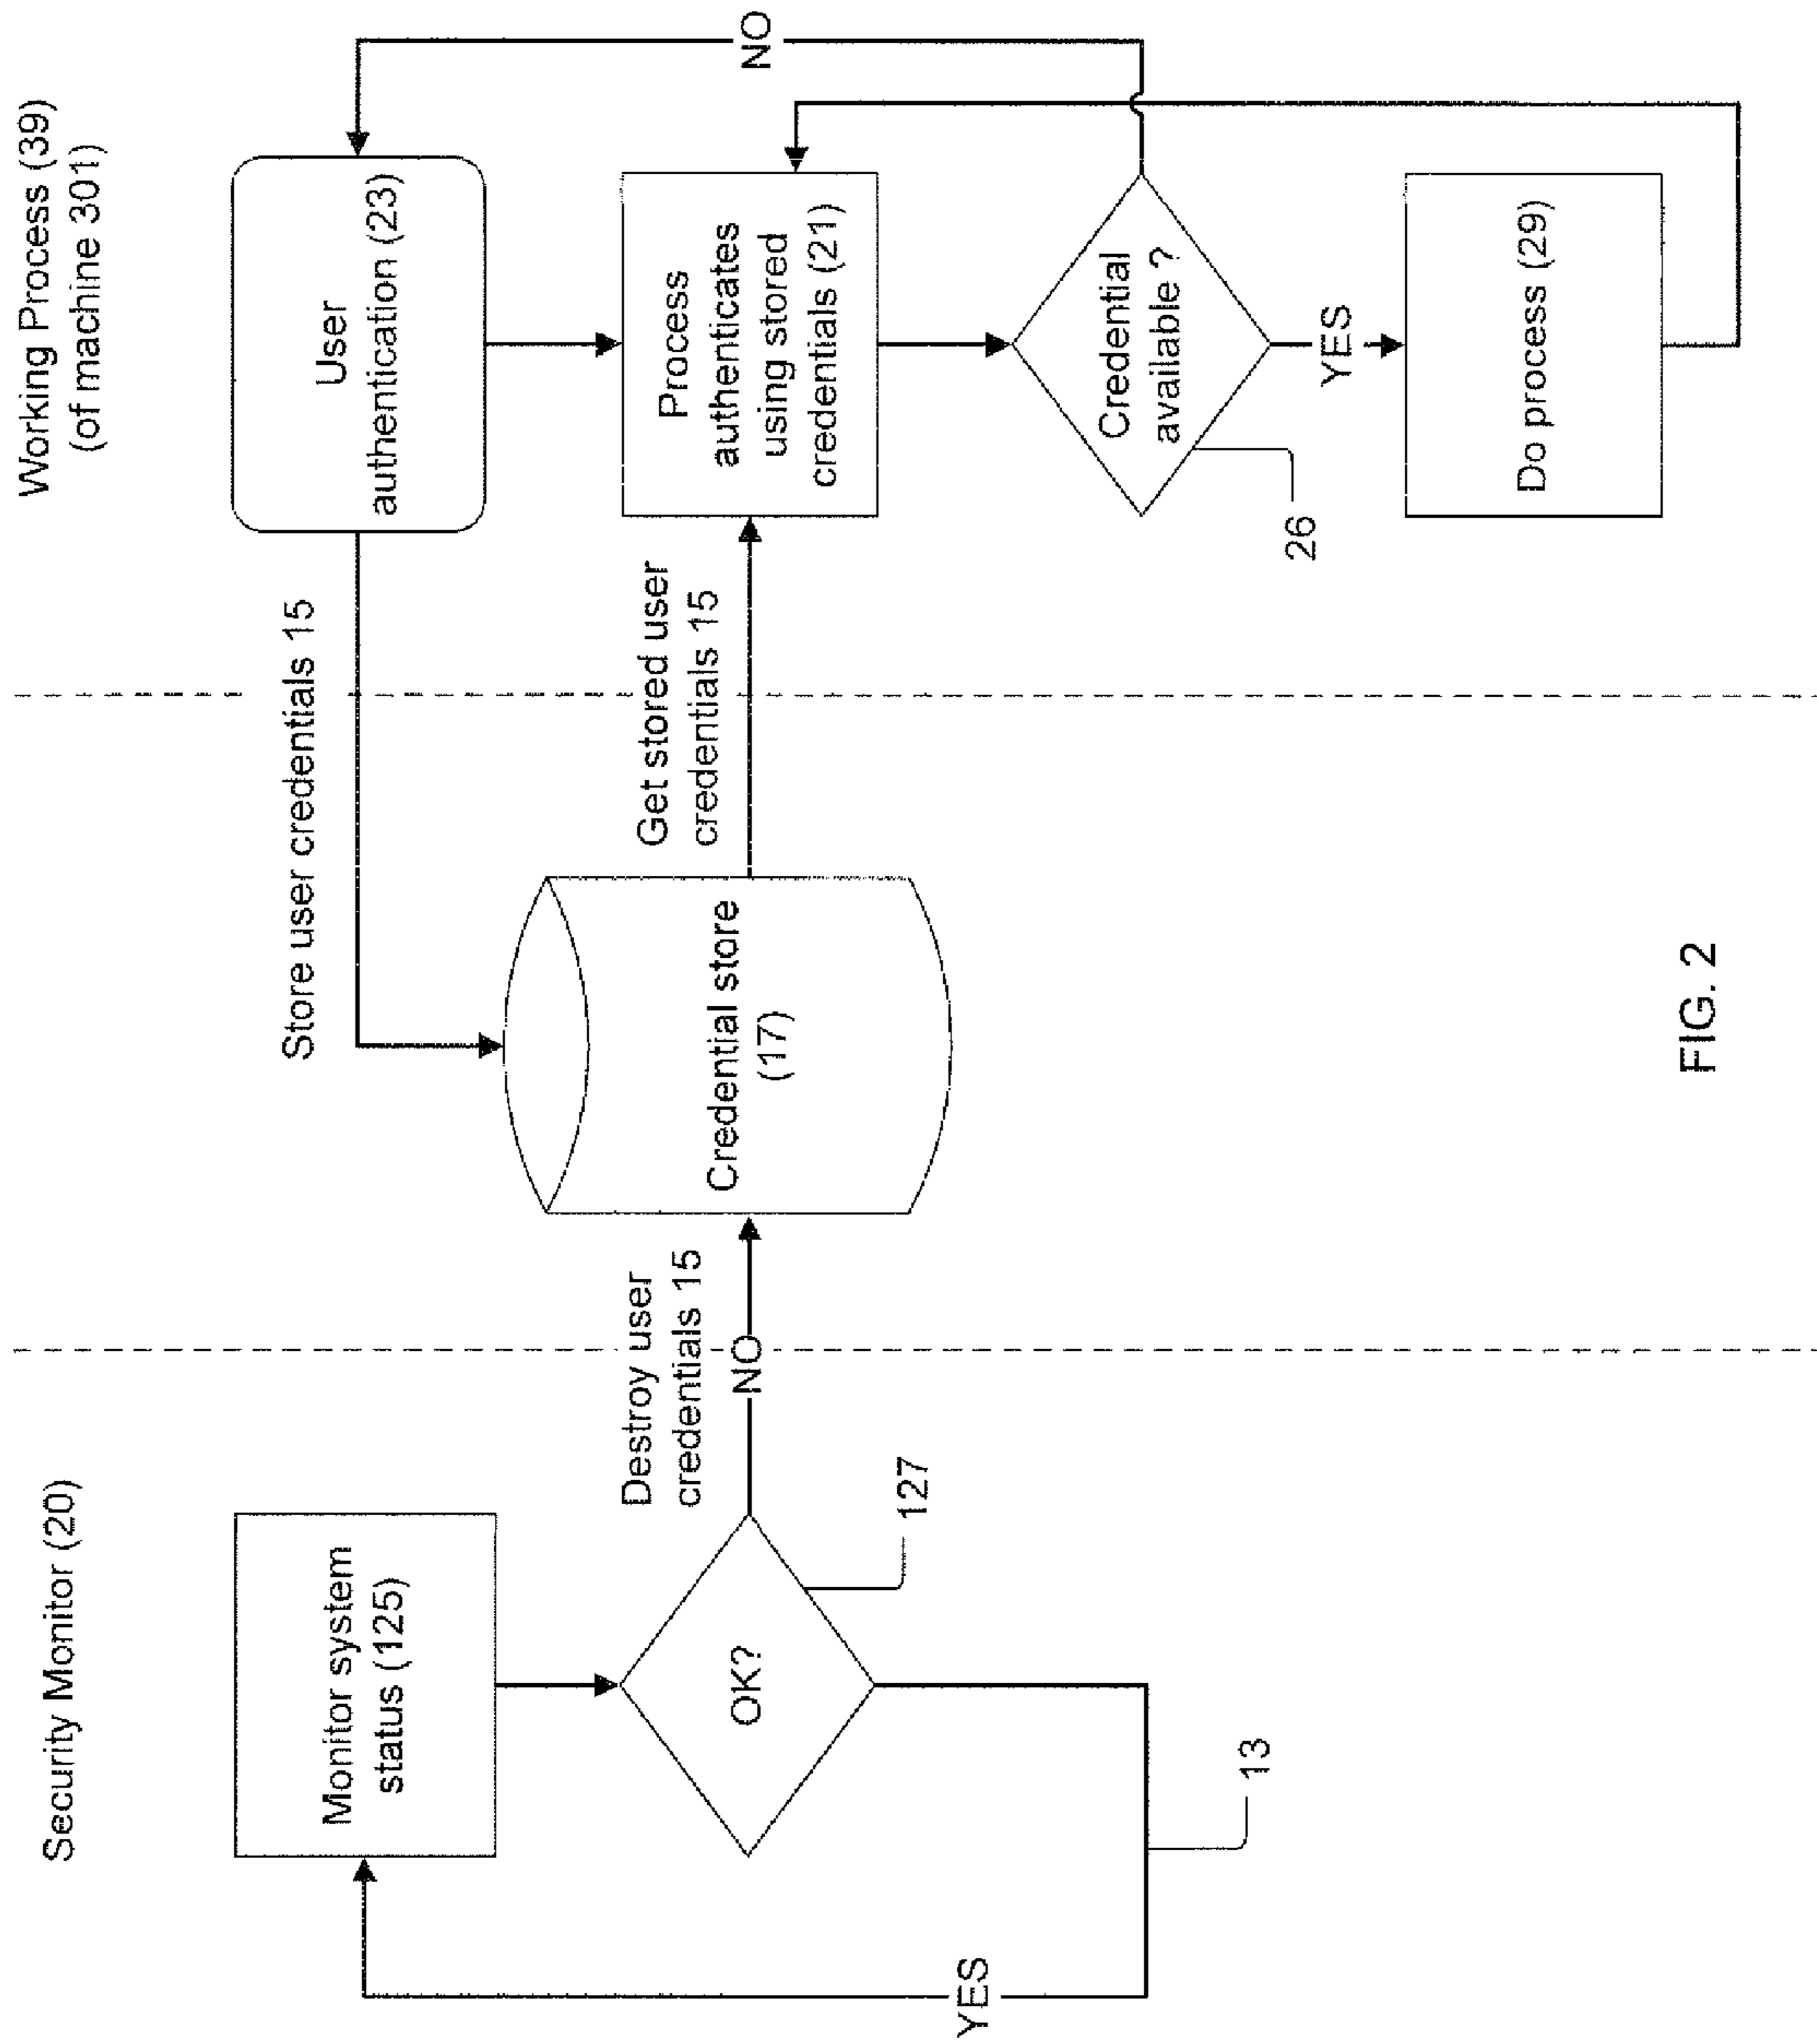 Security Monitor (20)
Monitor system
status (125)
OK?
127
YES
13
Destroy user
credentials 15
NO
Credential store
(17)
Store user credentials 15
Get stored user
credentials 15
Working Process (39)
(of machine 301)
User
authentication (23)
Process
authenticates
using stored
credentials (21)
Credential
available ?
26
NO
YES
Do process (29)
FIG. 2